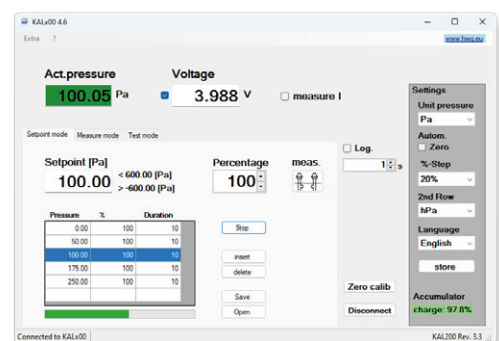 KALx00 4.6
Extra ?
www.hwg.eu
Act.pressure
100.05 Pa
Voltage
3.988 V
measure I
Setpoint mode Measure mode Test mode
Setpoint [Pa]
100.00
< 600.00 [Pa]
> -600.00 [Pa]
Percentage
100
meas.
Log.
1 s
Pressure % Duration
0.00 100 10
50.00 100 10
100.00 100 10
175.00 100 10
250.00 100 10
Stop
insert
delete
Save
Open
Zero calib
Disconnect
Settings
Unit pressure
Pa
Autom.
Zero
%-Step
20%
2nd Row
hPa
Language
English
store
Accumulator
charge: 97.8%
Connected to KALx00
KAL200 Rev. 3.3